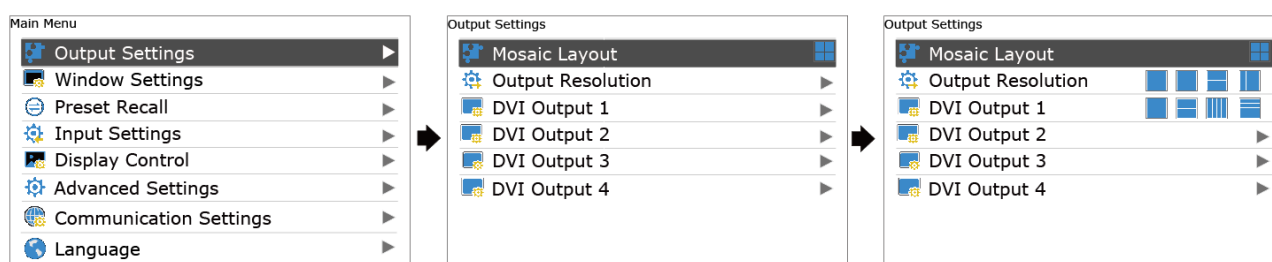 Main Menu
Output Settings
Window Settings
Preset Recall
Input Settings
Display Control
Advanced Settings
Communication Settings
Language
Output Settings
Mosaic Layout
Output Resolution
DVI Output 1
DVI Output 2
DVI Output 3
DVI Output 4
Output Settings
Mosaic Layout
Output Resolution
DVI Output 1
DVI Output 2
DVI Output 3
DVI Output 4